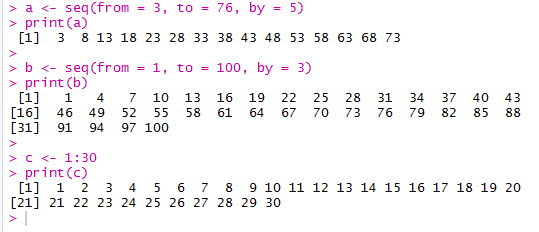 > a <- seq(from = 3, to = 76, by = 5)
> print(a)
 [1]  3  8 13 18 23 28 33 38 43 48 53 58 63 68 73
>
> b <- seq(from = 1, to = 100, by = 3)
> print(b)
 [1]   1   4   7  10  13  16  19  22  25  28  31  34  37  40  43
[16]  46  49  52  55  58  61  64  67  70  73  76  79  82  85  88
[31]  91  94  97 100
>
> c <- 1:30
> print(c)
 [1]  1  2  3  4  5  6  7  8  9 10 11 12 13 14 15 16 17 18 19 20
[21] 21 22 23 24 25 26 27 28 29 30
>